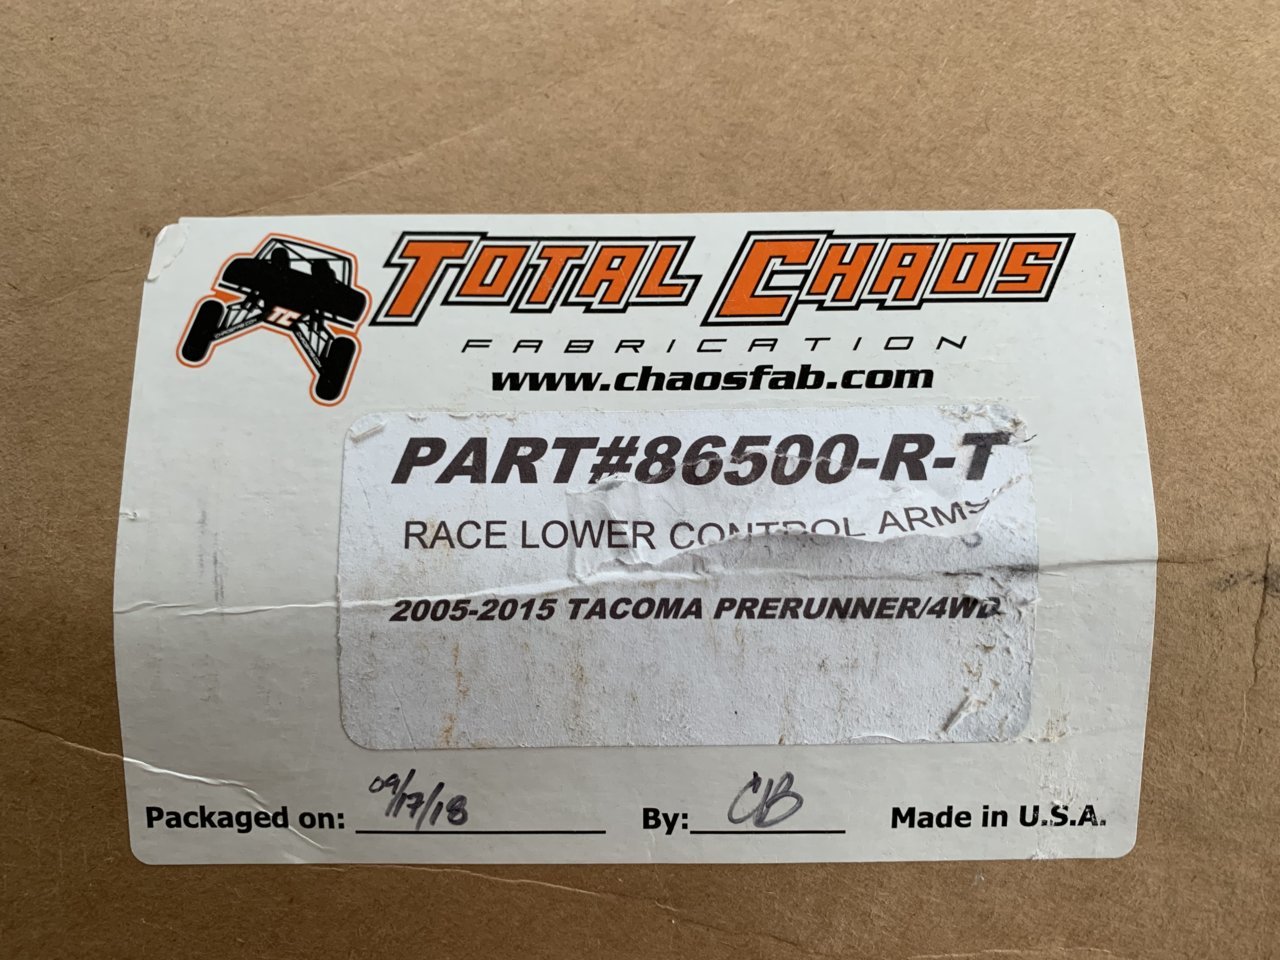 TOTAL CHAOS
FABRICATION
www.chaosfab.com
PART#86500-R-T
RACE LOWER CONTROL ARMS
2005-2015 TACOMA PRERUNNER/4WD
Packaged on: 09/17/18 By: CB Made in U.S.A.
TC